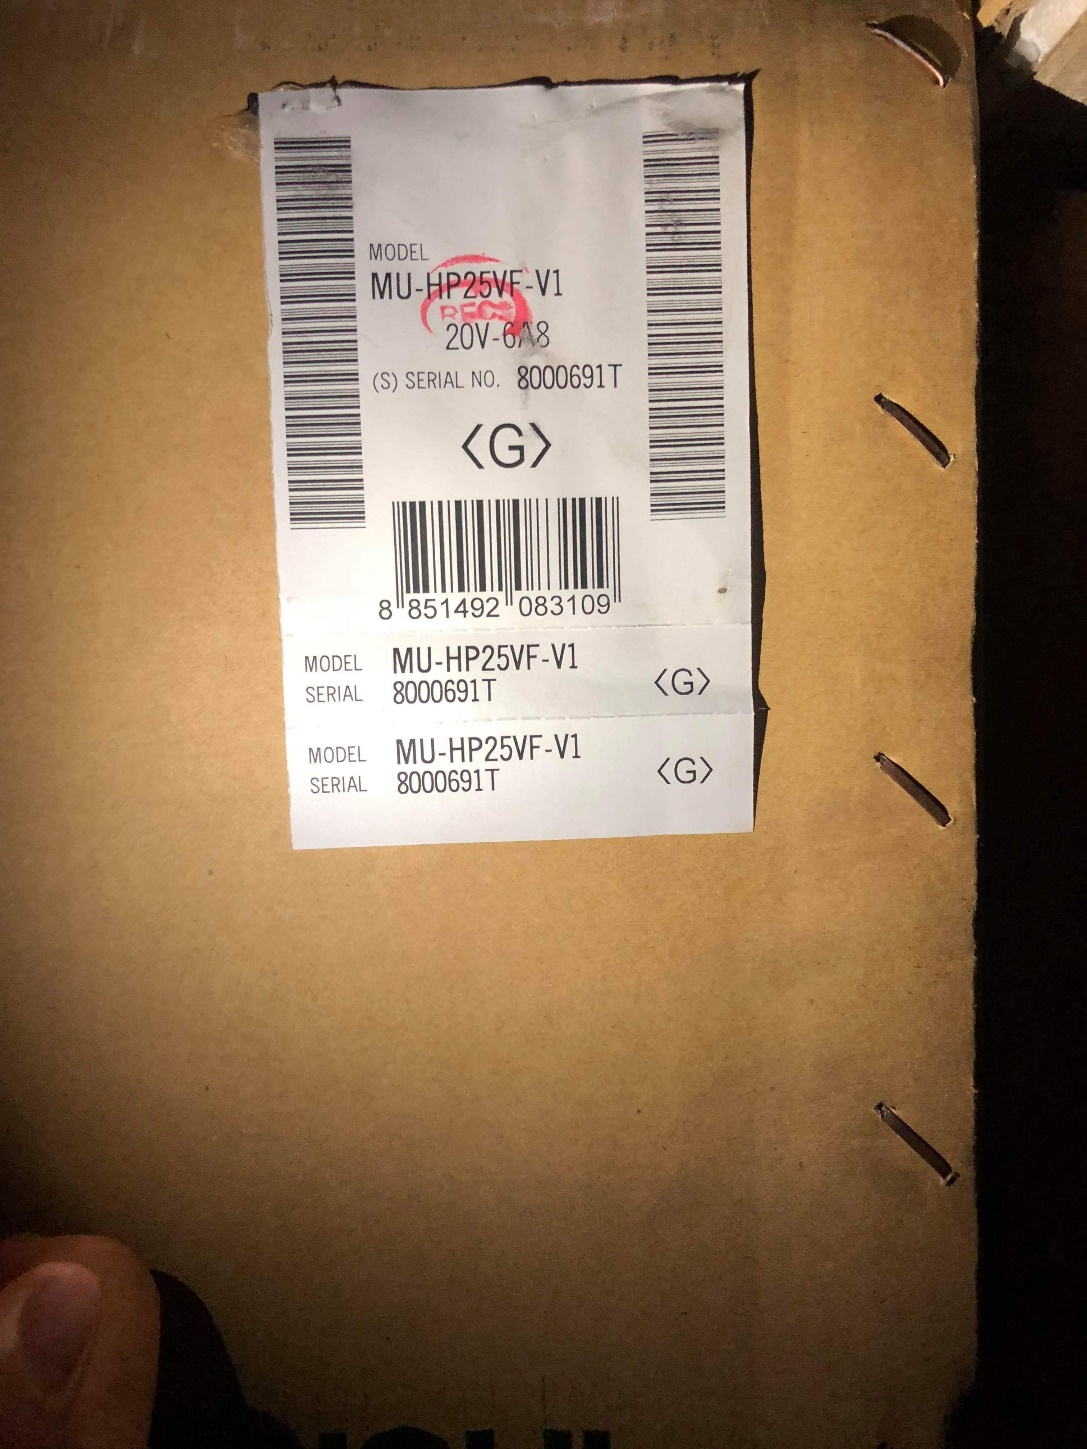 MODEL
MU-HP25VF-V1
20V-6A8
(S) SERIAL NO. 8000691T
<G>
8 851492 083109
MODEL MU-HP25VF-V1
SERIAL 8000691T <G>
MODEL MU-HP25VF-V1
SERIAL 8000691T <G>